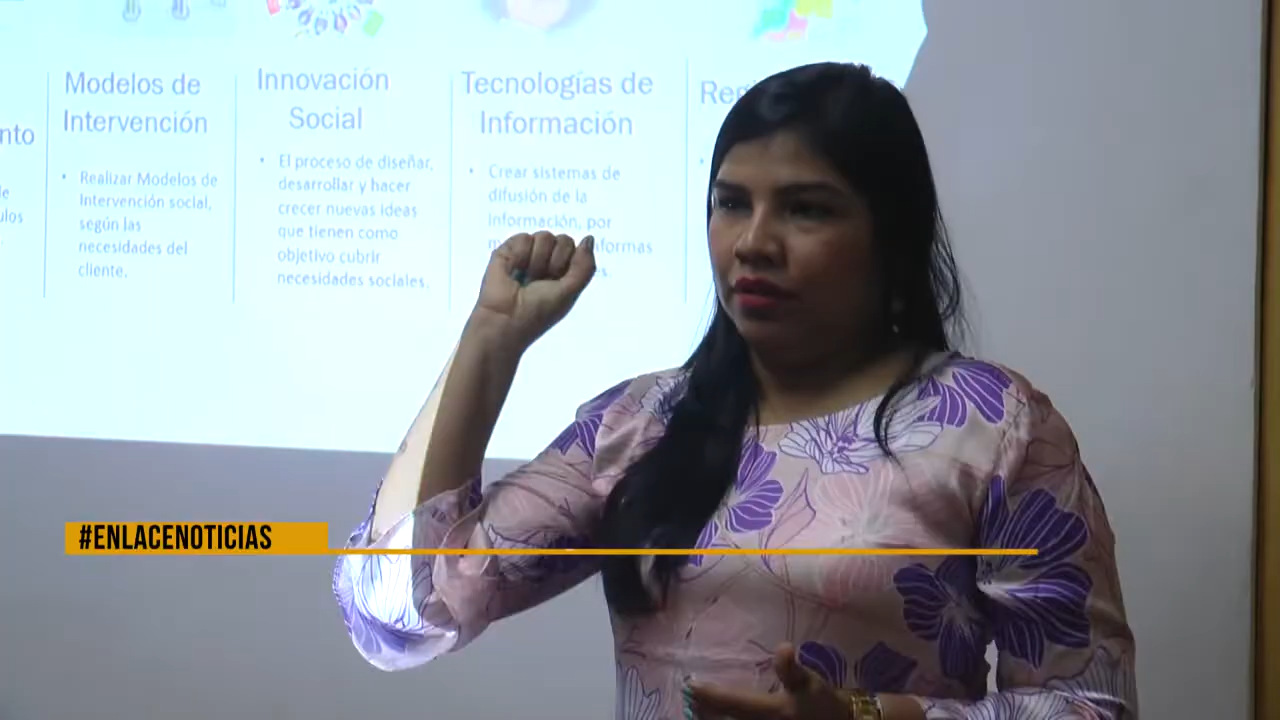 nto
Modelos de
Intervención
Realizar Modelos de
Intervención social,
según las
necesidades del
cliente.
Innovación
Social
El proceso de diseñar,
desarrollar y hacer
crecer nuevas ideas
que tienen como
objetivo cubrir
necesidades sociales.
Tecnologías de
Información
Crear sistemas de
difusión de la
información, por
#ENLACENOTICIAS